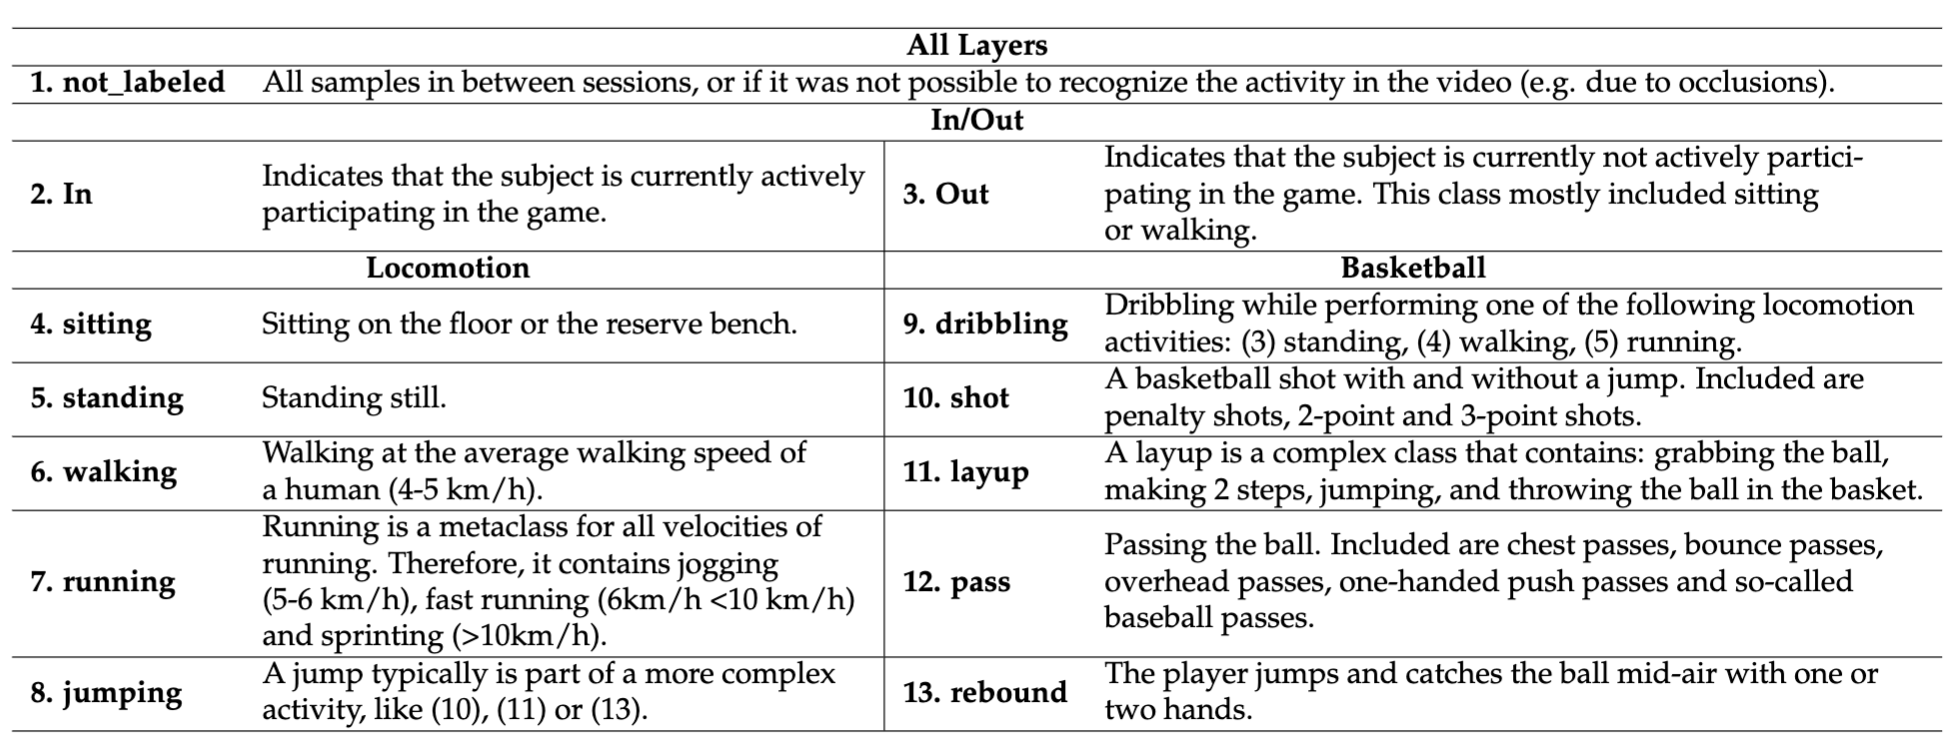 All Layers
1. not_labeled All samples in between sessions, or if it was not possible to recognize the activity in the video (e.g. due to occlusions).
In/Out
2. In
Indicates that the subject is currently actively
participating in the game.
3. Out
Indicates that the subject is currently not actively partici-
pating in the game. This class mostly included sitting
or walking.
Locomotion
Basketball
4. sitting
Sitting on the floor or the reserve bench.
9. dribbling
Dribbling while performing one of the following locomotion
activities: (3) standing, (4) walking, (5) running.
5. standing
Standing still.
10. shot
A basketball shot with and without a jump. Included are
penalty shots, 2-point and 3-point shots.
6. walking
Walking at the average walking speed of
a human (4-5 km/h).
11. layup
A layup is a complex class that contains: grabbing the ball,
making 2 steps, jumping, and throwing the ball in the basket.
7. running
Running is a metaclass for all velocities of
running. Therefore, it contains jogging
(5-6 km/h), fast running (6km/h <10 km/h)
and sprinting (>10km/h).
12. pass
Passing the ball. Included are chest passes, bounce passes,
overhead passes, one-handed push passes and so-called
baseball passes.
8. jumping
A jump typically is part of a more complex
activity, like (10), (11) or (13).
13. rebound
The player jumps and catches the ball mid-air with one or
two hands.